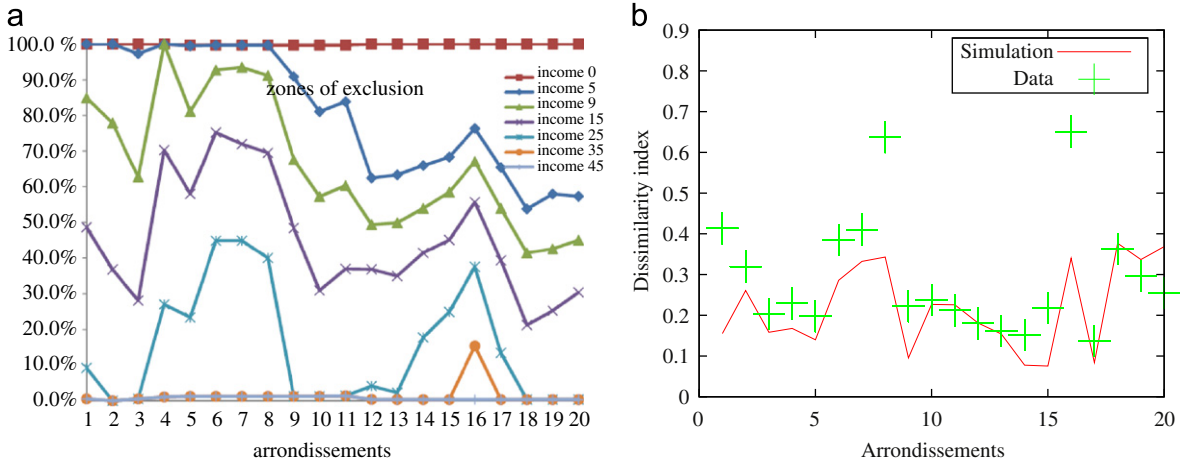 a
100.0 %
90.0%
80.0%
70.0%
60.0%
50.0%
40.0%
30.0%
20.0%
10.0%
0.0%
zones of exclusion
income 0
income 5
income 9
income 15
income 25
income 35
income 45
1 2 3 4 5 6 7 8 9 10 11 12 13 14 15 16 17 18 19 20
arrondissements
b
Dissimilarity index
0.9
0.8
0.7
0.6
0.5
0.4
0.3
0.2
0.1
0
Simulation
Data
0 5 10 15 20
Arrondissements